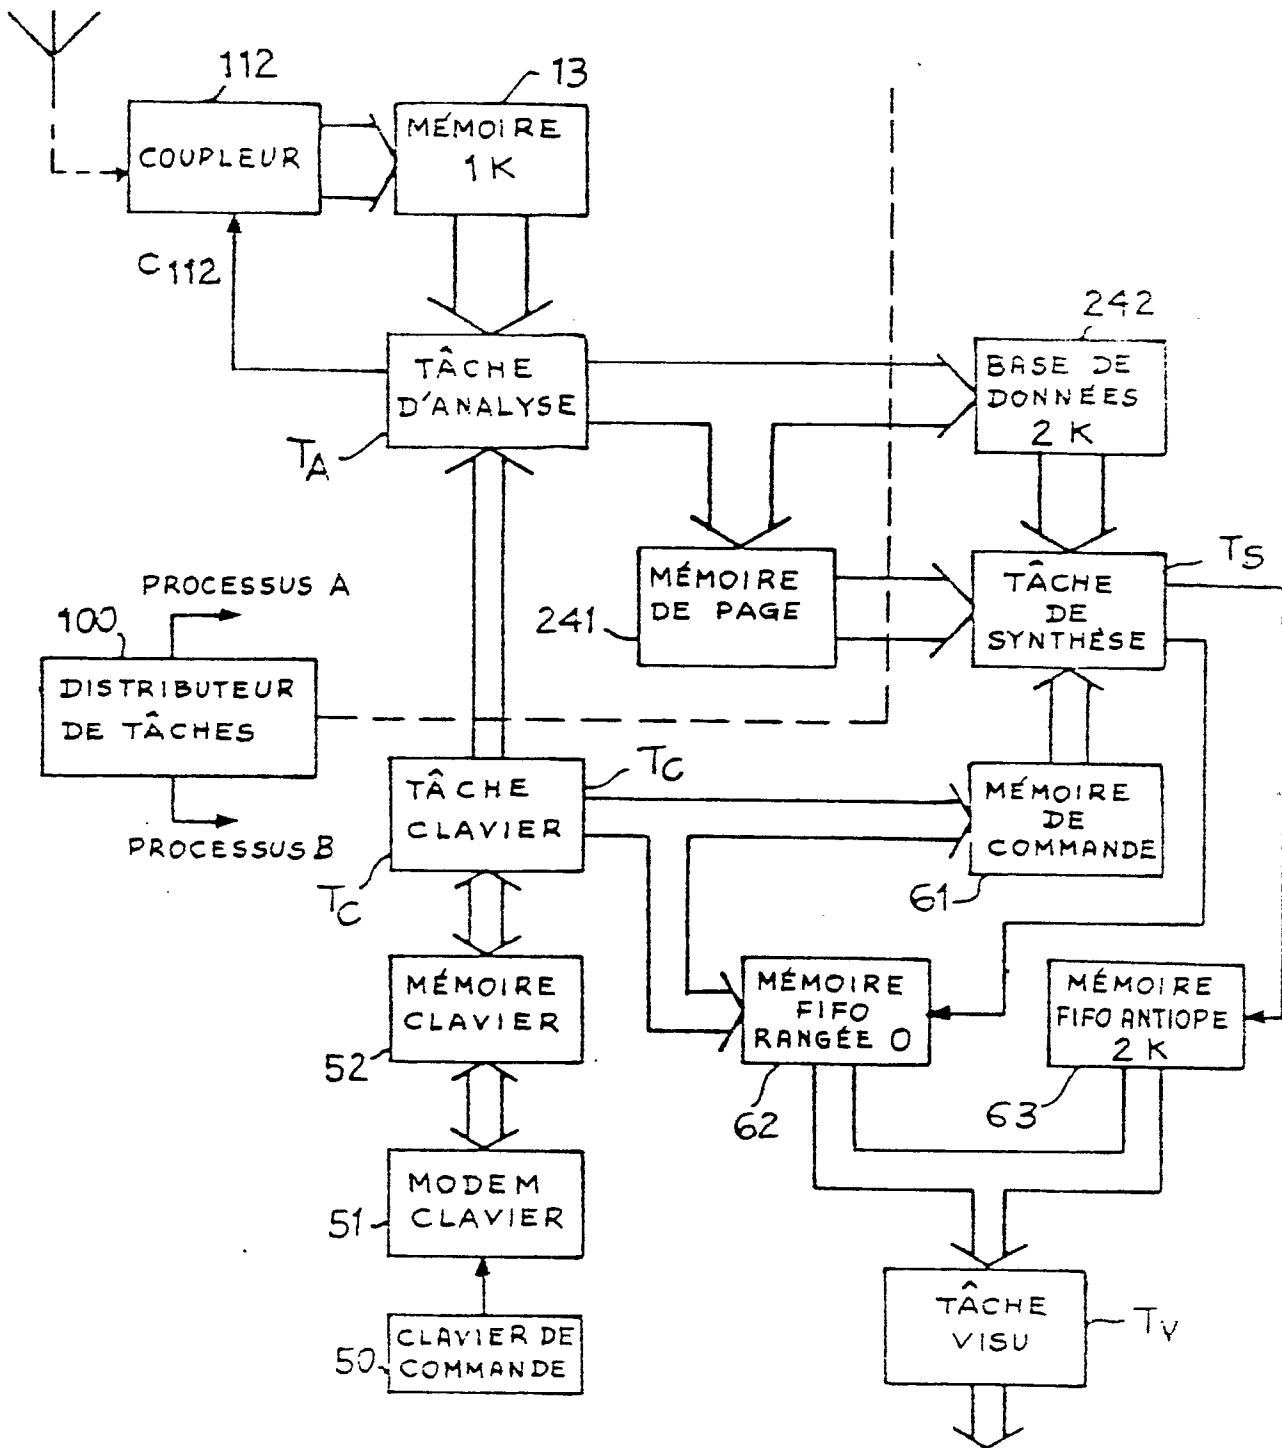 112
13
COUPLEUR
MÉMOIRE
1 K
C112
TÂCHE
D'ANALYSE
TA
242
BASE DE
DONNÉES
2 K
PROCESSUS A
100
DISTRIBUTEUR
DE TÂCHES
PROCESSUS B
MÉMOIRE
DE PAGE
241
TS
TÂCHE
DE
SYNTHÈSE
TC
TÂCHE
CLAVIER
TC
MÉMOIRE
DE
COMMANDE
61
MÉMOIRE
CLAVIER
52
MÉMOIRE
FIFO
RANGÉE 0
62
MÉMOIRE
FIFO ANTIOPE
2 K
63
MODEM
CLAVIER
51
CLAVIER DE
COMMANDE
50
TÂCHE
VISU
TV